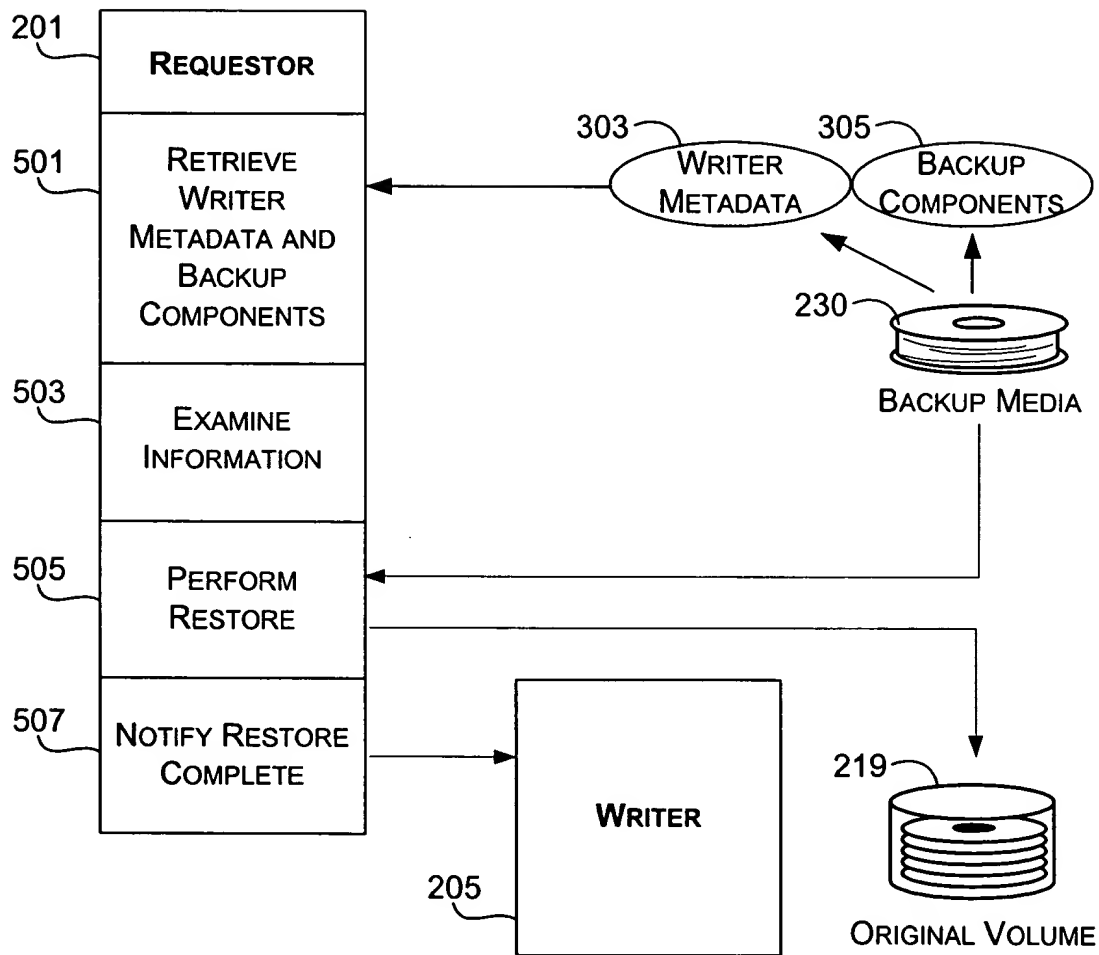 201
REQUESTOR
501
RETRIEVE
WRITER
METADATA AND
BACKUP
COMPONENTS
303
WRITER
METADATA
305
BACKUP
COMPONENTS
230
BACKUP MEDIA
503
EXAMINE
INFORMATION
505
PERFORM
RESTORE
507
NOTIFY RESTORE
COMPLETE
WRITER
205
219
ORIGINAL VOLUME